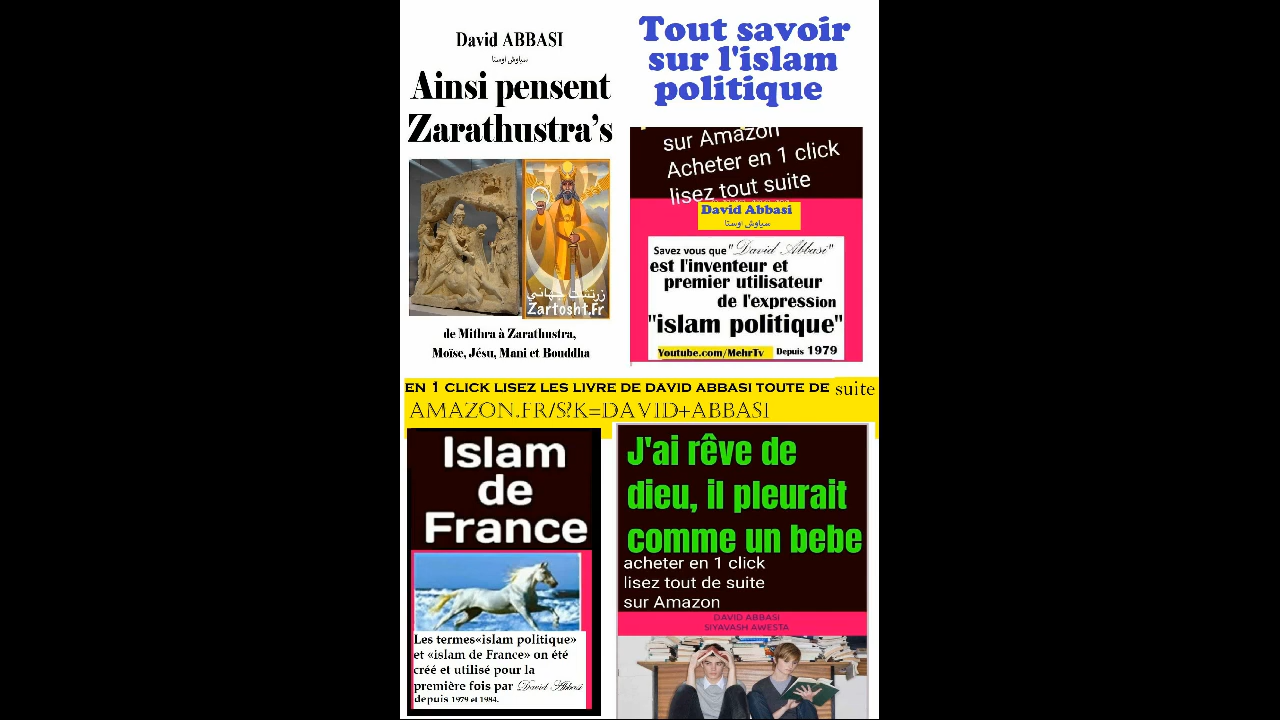 David ABBASI
سیاوش اوستا
Ainsi pensent
Zarathustra's
زرتشت جهاني
Zartosht.Fr
de Mithra à Zarathustra,
Moïse, Jésu, Mani et Bouddha
Tout savoir
sur l'islam
politique
sur Amazon
Acheter en 1 click
lisez tout suite
David Abbasi
سیاوش اوستا
Savez vous que "David Abbasi"
est l'inventeur et
premier utilisateur
de l'expression
"islam politique"
Youtube.com/MehrTv Depuis 1979
EN 1 CLICK LISEZ LES LIVRE DE DAVID ABBASI TOUTE DE suite
AMAZON.FR/S?K=DAVID+ABBASI
Islam
de
France
Les termes«islam politique»
et «islam de France» on été
créé et utilisé pour la
première fois par David Abbasi
depuis 1979 et 1984.
J'ai rêve de
dieu, il pleurait
comme un bebe
acheter en 1 click
lisez tout de suite
sur Amazon
DAVID ABBASI
SIYAVASH AWESTA